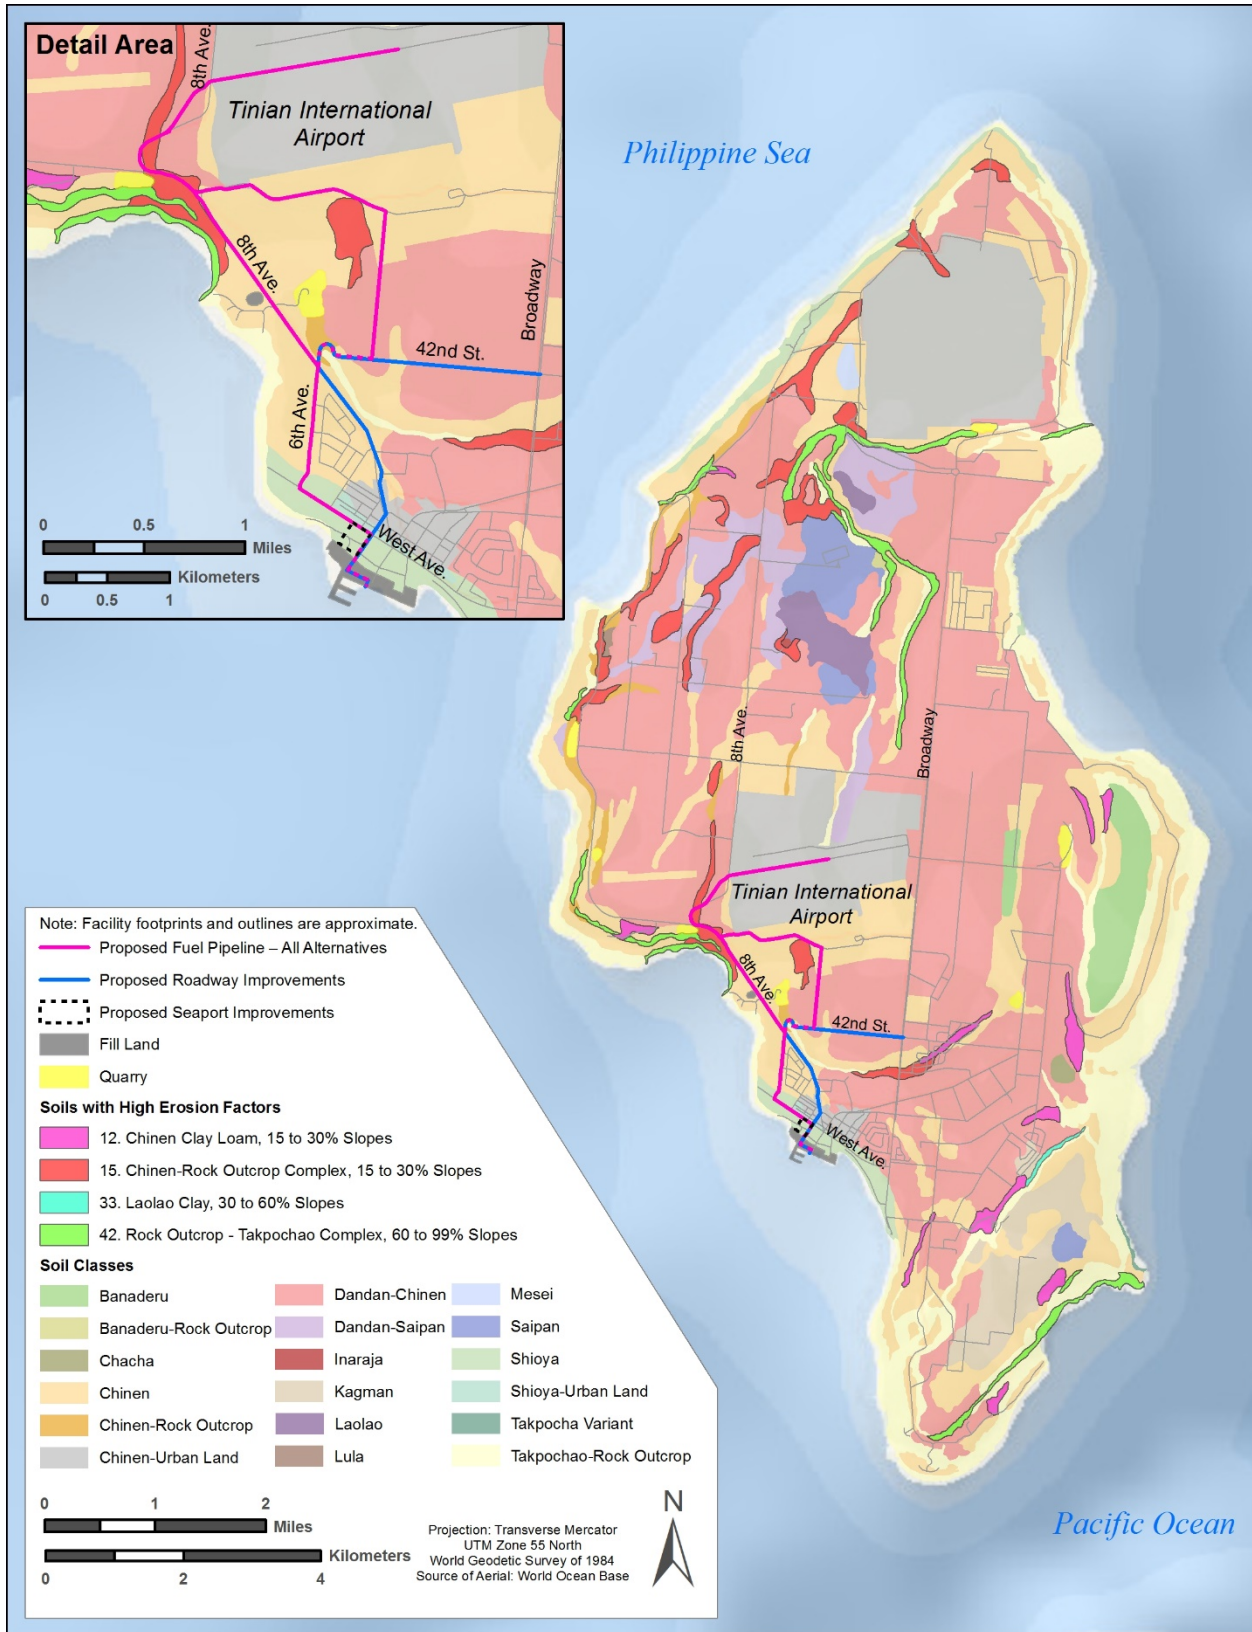 Detail Area
8th Ave.
Tinian International
Airport
8th Ave.
Broadway
42nd St.
6th Ave.
West Ave.
0 0.5 1
Miles
Kilometers
0 0.5 1
Philippine Sea
8th Ave.
Broadway
Tinian International
Airport
8th Ave.
42nd St.
West Ave.
Pacific Ocean
Note: Facility footprints and outlines are approximate.
Proposed Fuel Pipeline – All Alternatives
Proposed Roadway Improvements
Proposed Seaport Improvements
Fill Land
Quarry
Soils with High Erosion Factors
12. Chinen Clay Loam, 15 to 30% Slopes
15. Chinen-Rock Outcrop Complex, 15 to 30% Slopes
33. Laolao Clay, 30 to 60% Slopes
42. Rock Outcrop - Takpochao Complex, 60 to 99% Slopes
Soil Classes
Banaderu
Banaderu-Rock Outcrop
Chacha
Chinen
Chinen-Rock Outcrop
Chinen-Urban Land
Dandan-Chinen
Dandan-Saipan
Inaraja
Kagman
Laolao
Lula
Mesei
Saipan
Shioya
Shioya-Urban Land
Takpocha Variant
Takpochao-Rock Outcrop
0 1 2
Miles
Kilometers
0 2 4
Projection: Transverse Mercator
UTM Zone 55 North
World Geodetic Survey of 1984
Source of Aerial: World Ocean Base
N